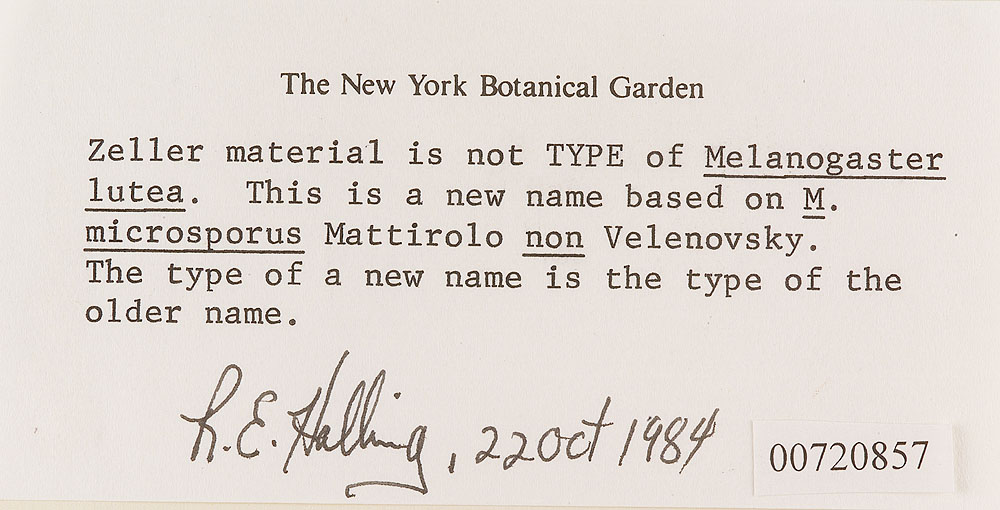 The New York Botanical Garden
Zeller material is not TYPE of Melanogaster
lutea. This is a new name based on M.
microsporus Mattirolo non Velenovsky.
The type of a new name is the type of the
older name.
R.E. Halling, 22 Oct 1984
00720857